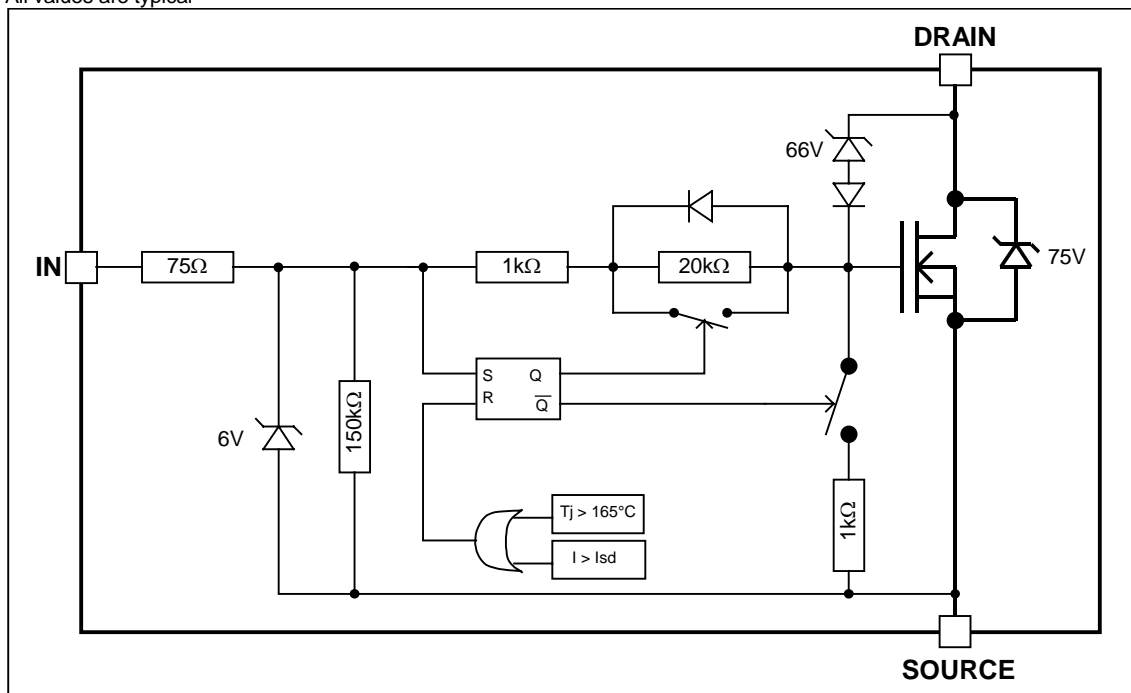 All values are typical
DRAIN
66V
75V
IN
75Ω
1kΩ
20kΩ
S Q
R Q̅
6V
150kΩ
1kΩ
Tj > 165°C
I > Isd
SOURCE